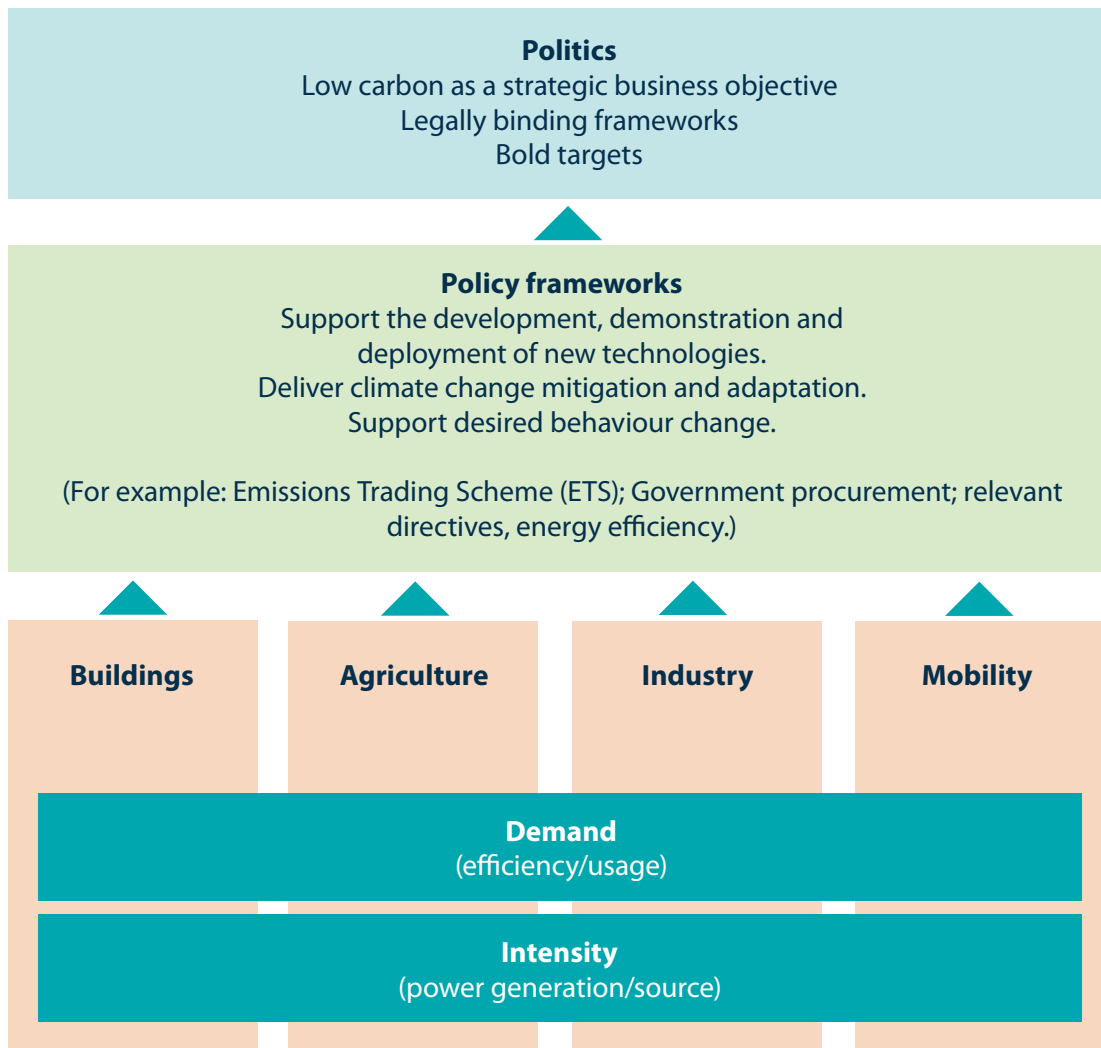 Politics
Low carbon as a strategic business objective
Legally binding frameworks
Bold targets
Policy frameworks
Support the development, demonstration and
deployment of new technologies.
Deliver climate change mitigation and adaptation.
Support desired behaviour change.
(For example: Emissions Trading Scheme (ETS); Government procurement; relevant
directives, energy efficiency.)
Buildings
Agriculture
Industry
Mobility
Demand
(efficiency/usage)
Intensity
(power generation/source)